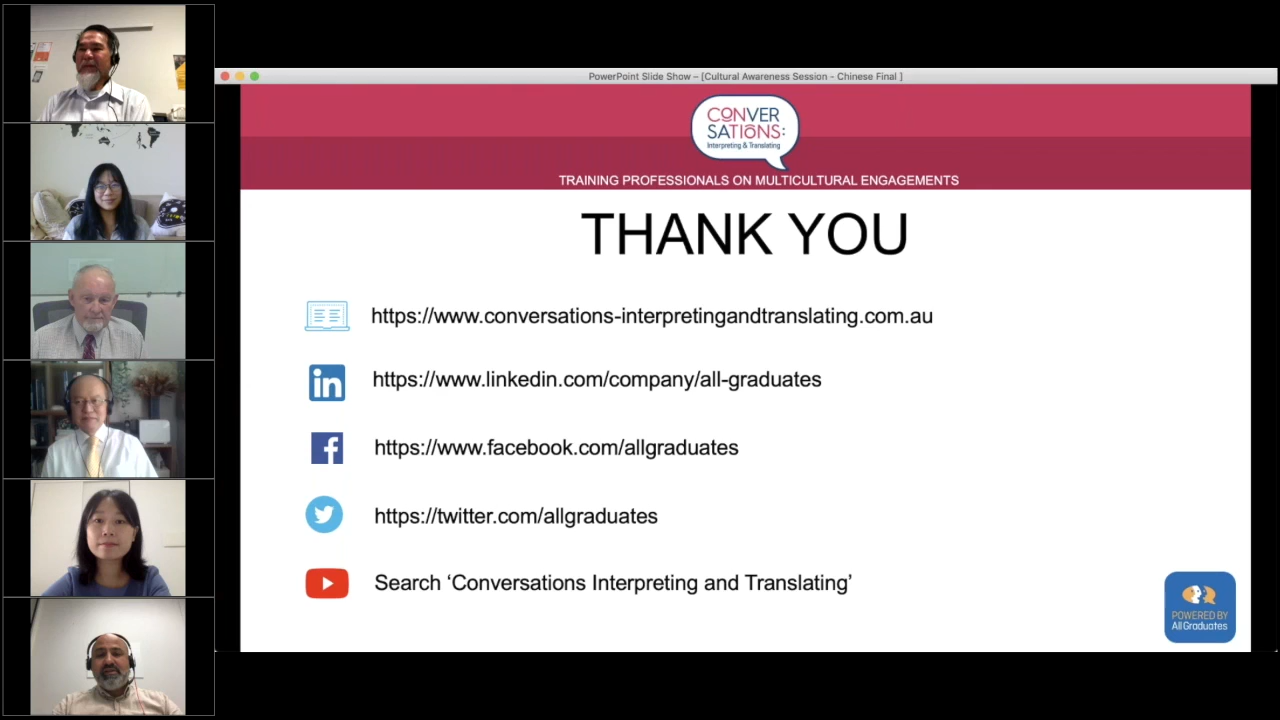 PowerPoint Slide Show – [Cultural Awareness Session - Chinese Final ]
CONVER
SATIONS:
Interpreting & Translating
TRAINING PROFESSIONALS ON MULTICULTURAL ENGAGEMENTS
THANK YOU
https://www.conversations-interpretingandtranslating.com.au
in https://www.linkedin.com/company/all-graduates
f https://www.facebook.com/allgraduates
https://twitter.com/allgraduates
Search ‘Conversations Interpreting and Translating’
POWERED BY
All Graduates